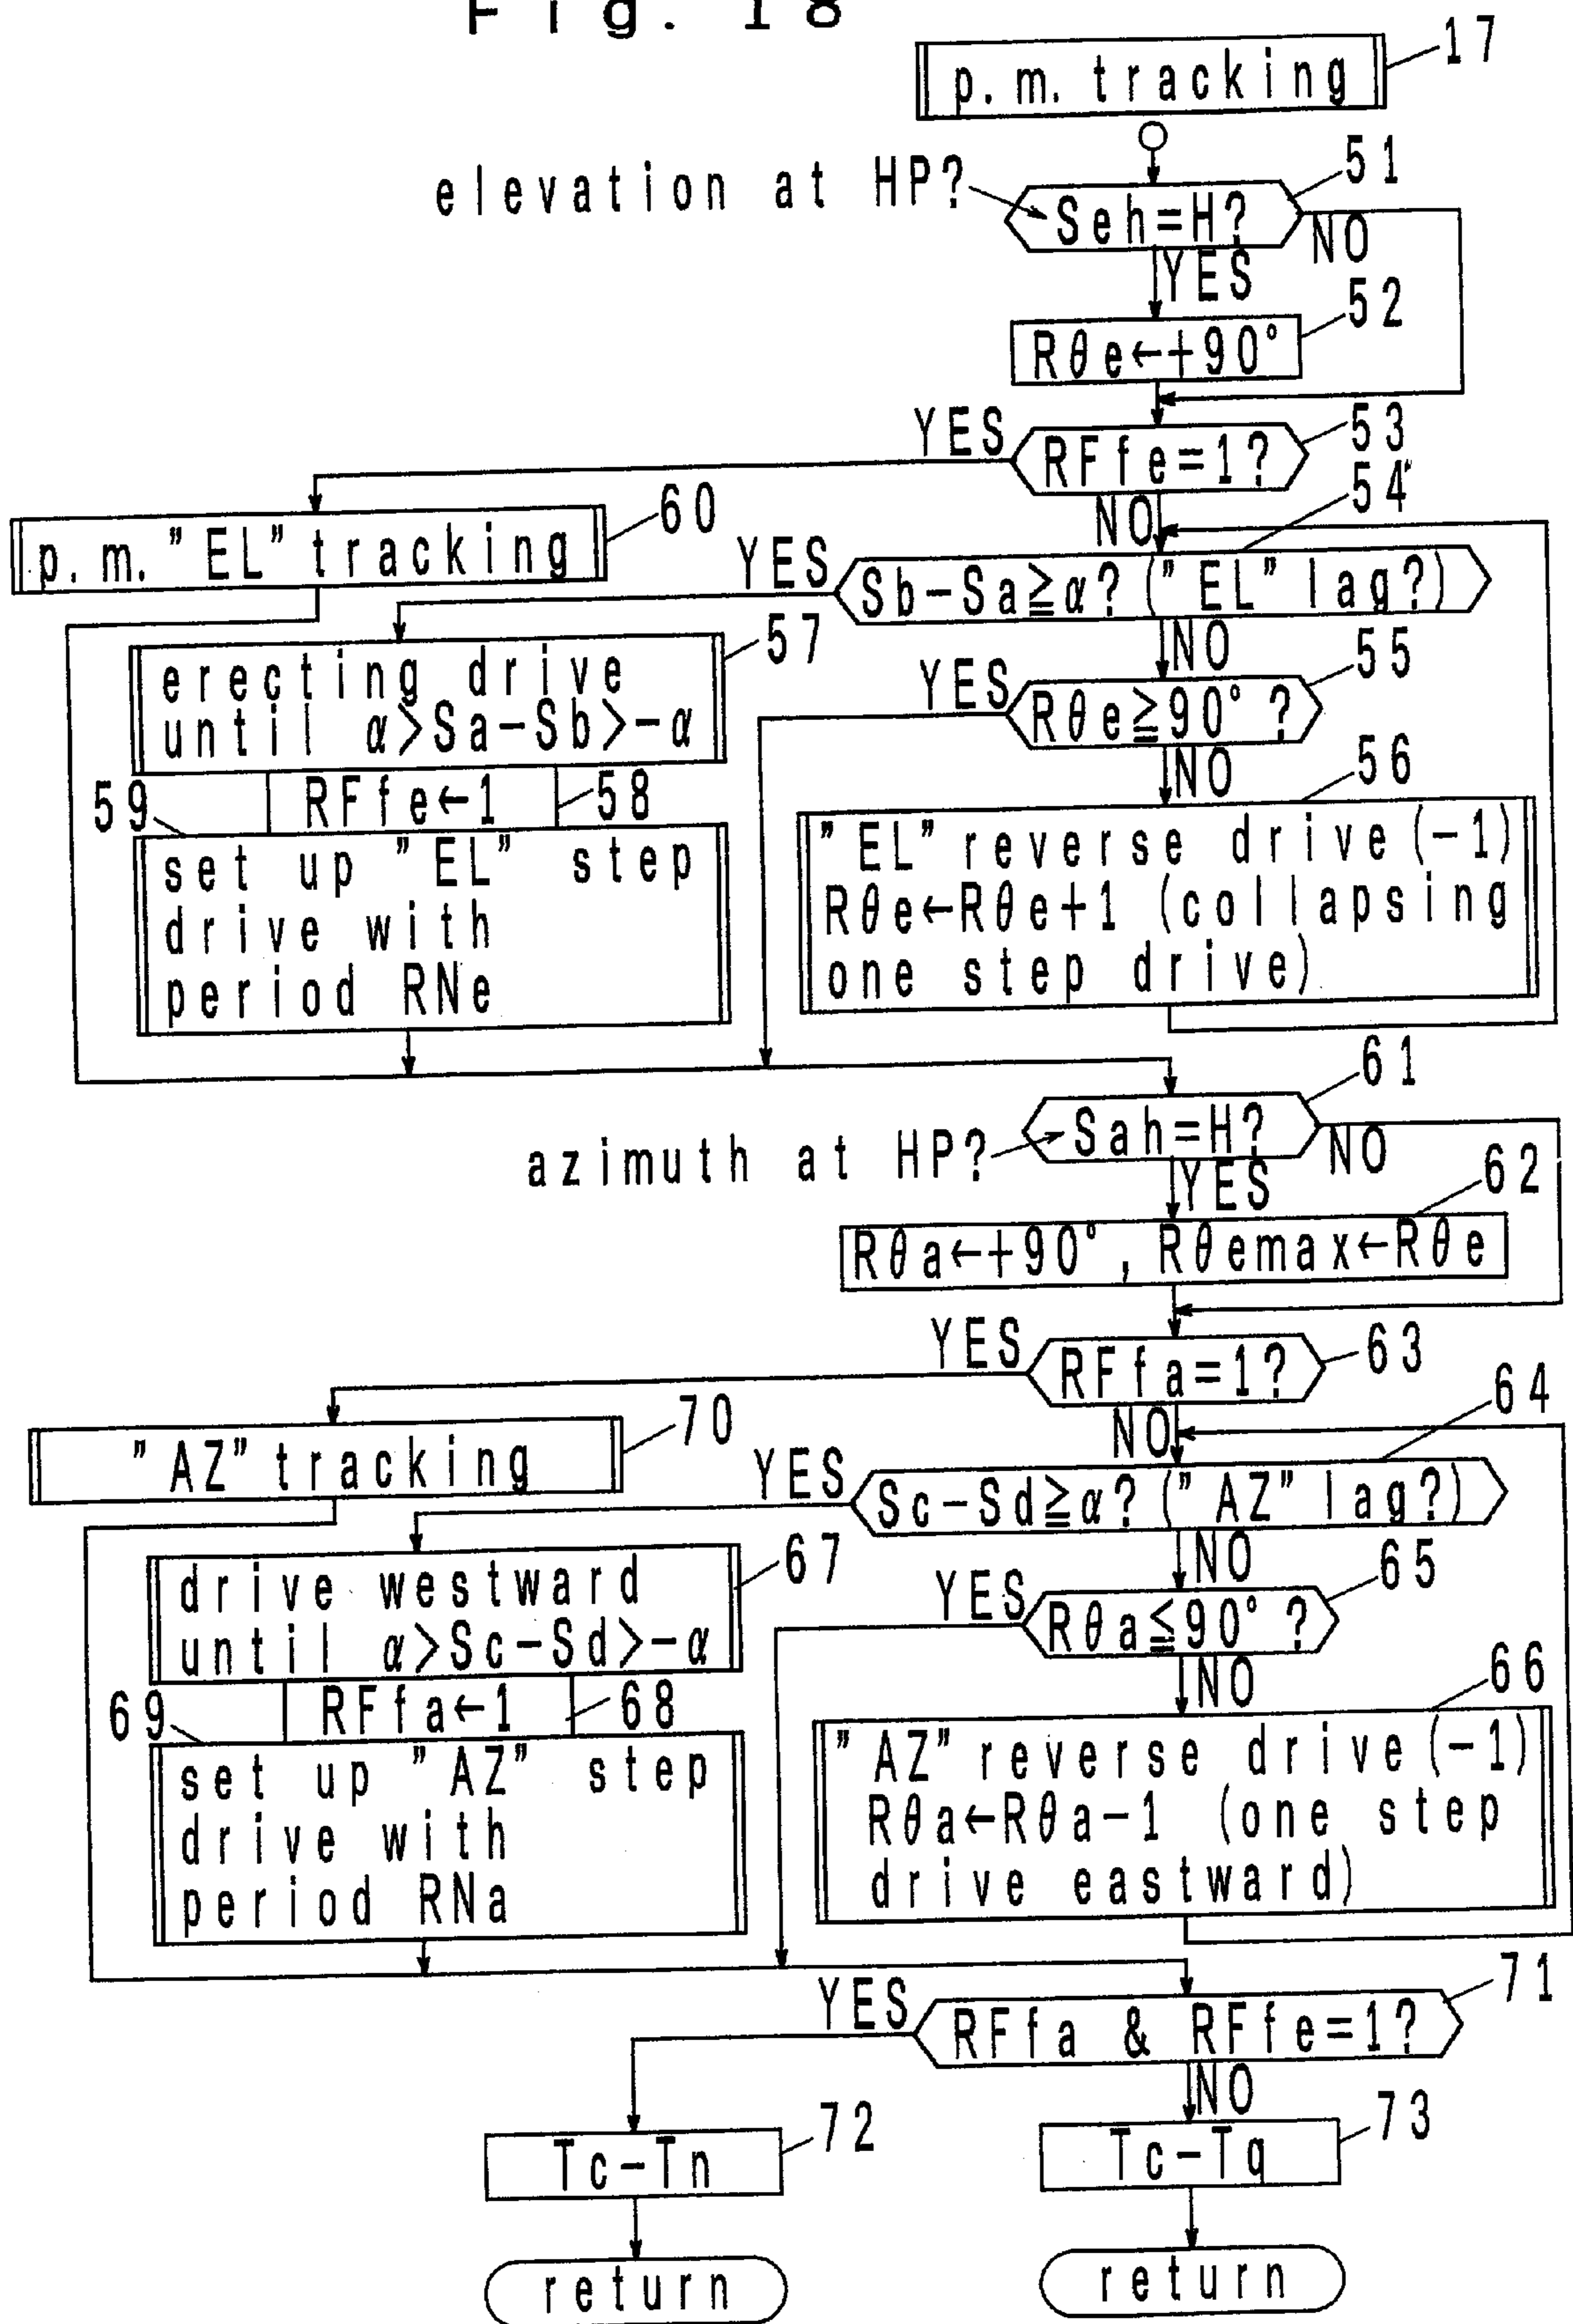 Fig. 18
p.m. tracking
17
elevation at HP?
Seh=H?
51
NO
YES
52
Rθe←+90°
YES
RFfe=1?
53
NO
54
60
p.m. "EL" tracking
YES
Sb-Sa≧α? ("EL" lag?)
57
NO
55
erecting drive
until α>Sa-Sb>-α
YES
Rθe≧90° ?
NO
56
59
RFfe←1
58
set up "EL" step
drive with
period RNe
"EL" reverse drive (-1)
Rθe←Rθe+1 (collapsing
one step drive)
61
azimuth at HP?
Sah=H?
NO
YES
62
Rθa←+90°, Rθemax←Rθe
YES
RFfa=1?
63
NO
64
70
"AZ" tracking
YES
Sc-Sd≧α? ("AZ" lag?)
67
NO
65
drive westward
until α>Sc-Sd>-α
YES
Rθa≦90° ?
NO
66
69
RFfa←1
68
set up "AZ" step
drive with
period RNa
"AZ" reverse drive (-1)
Rθa←Rθa-1 (one step
drive eastward)
71
YES
RFfa & RFfe=1?
NO
72
Tc-Tn
73
Tc-Tq
return
return